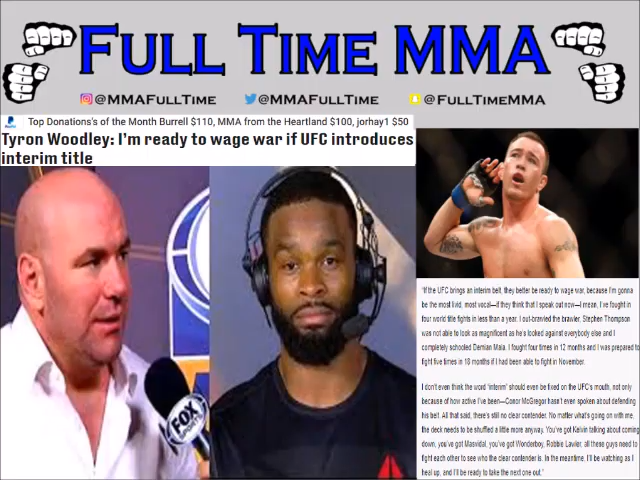 FULL TIME MMA
@MMAFULLTIME @MMAFULLTIME @FULLTIMEMMA
PayPal Top Donations's of the Month Burrell $110, MMA from the Heartland $100, jorhay1 $50
Tyron Woodley: I'm ready to wage war if UFC introduces
interim title
FOX
SPORTS
"If the UFC brings an interim belt, they better be ready to wage war, because I'm gonna
be the most livid, most vocal—if they think that I speak out now—I mean, I've fought in
four world title fights in less than a year. I out-brawled the brawler, Stephen Thompson
was not able to look as magnificent as he's looked against everybody else and I
completely schooled Demian Maia. I fought four times in 12 months and I was prepared to
fight five times in 18 months if I had been able to fight in November.
I don't even think the word "interim" should even be fixed on the UFC's mouth, not only
because of how active I've been—Conor McGregor hasn't even spoken about defending
his belt. All that said, there's still no clear contender. No matter what's going on with me,
the deck needs to be shuffled a little more anyway. You've got Kelvin talking about coming
down, you've got Masvidal, you've got Wonderboy, Robbie Lawler, all these guys need to
fight each other to see who the clear contender is. In the meantime, I'll be watching as I
heal up, and I'll be ready to take the next one out."